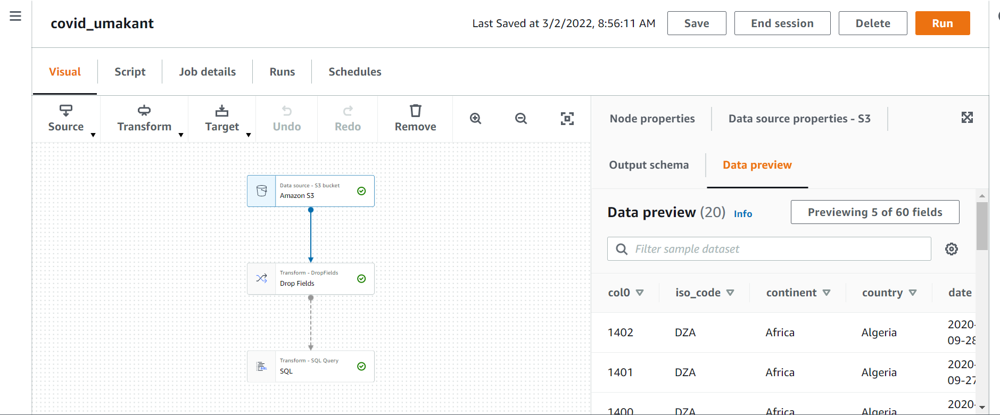 covid_umakant
Last Saved at 3/2/2022, 8:56:11 AM
Save
End session
Delete
Run
Visual
Script
Job details
Runs
Schedules
Source
Transform
Target
Undo
Redo
Remove
Node properties
Data source properties - S3
Output schema
Data preview
Data source - S3 bucket
Amazon S3
Transform - DropFields
Drop Fields
Transform - SQL Query
SQL
Data preview (20) Info
Previewing 5 of 60 fields
Filter sample dataset
col0 iso_code continent country date
1402 DZA Africa Algeria 2020-09-28
1401 DZA Africa Algeria 2020-09-27
1400 DZA Africa Algeria 2020-